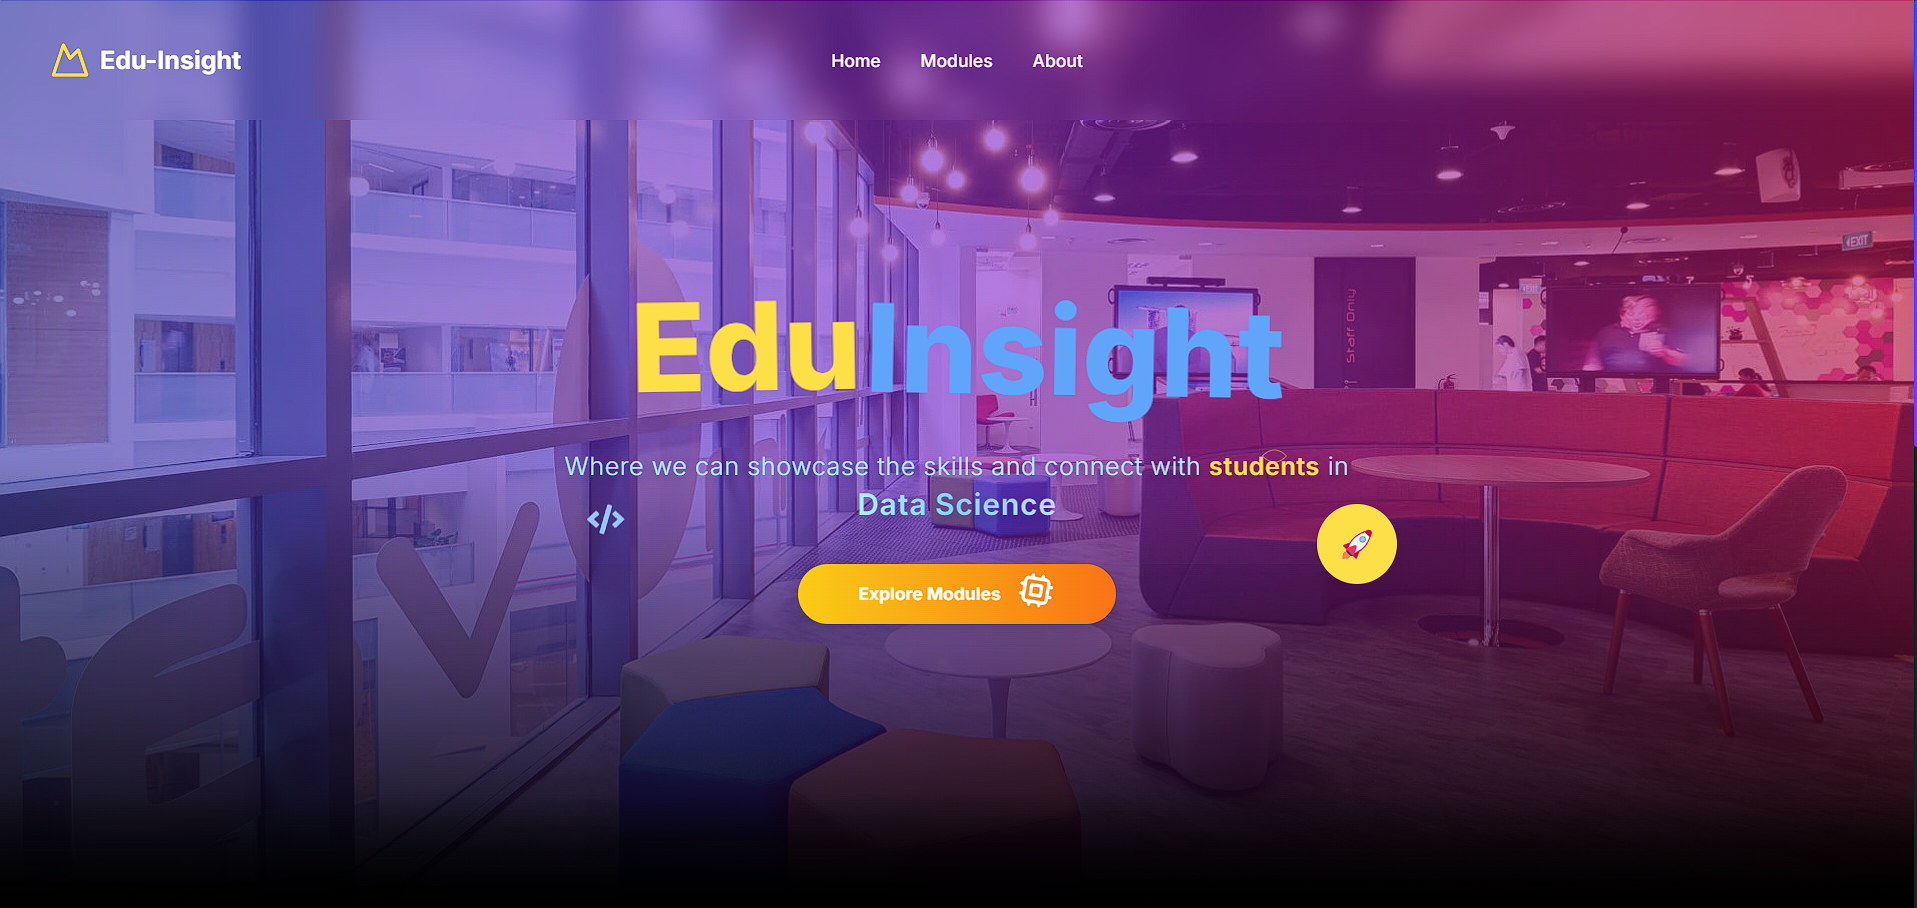 Edu-Insight
Home
Modules
About
EXIT
Staff Only
EduInsight
Where we can showcase the skills and connect with students in
Data Science
</>
Explore Modules